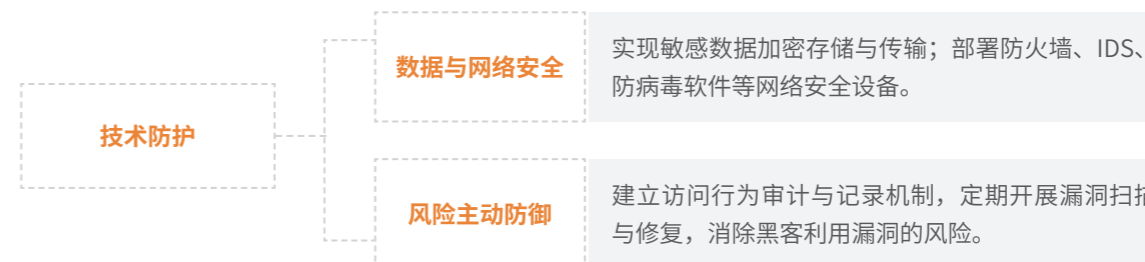 技术防护
数据与网络安全
实现敏感数据加密存储与传输；部署防火墙、IDS、
防病毒软件等网络安全设备。
风险主动防御
建立访问行为审计与记录机制，定期开展漏洞扫描
与修复，消除黑客利用漏洞的风险。